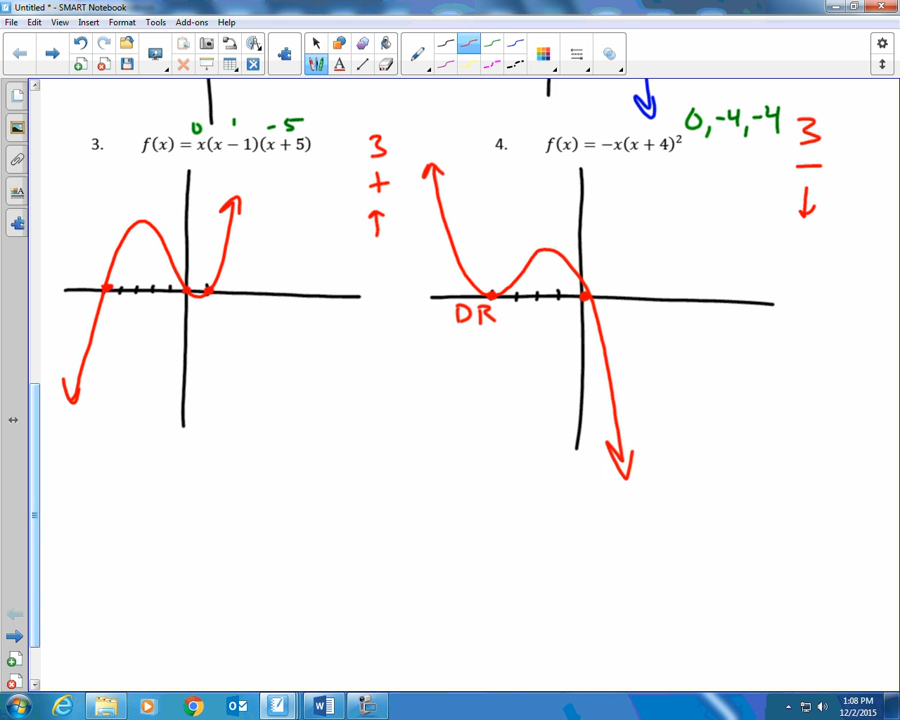 Untitled * - SMART Notebook
File Edit View Insert Format Tools Add-ons Help
0 1 -5
3. f(x) = x(x − 1)(x + 5)
3
+
↑
0, -4, -4
4. f(x) = −x(x + 4)²
3
−
↓
DR
1:08 PM
12/2/2015